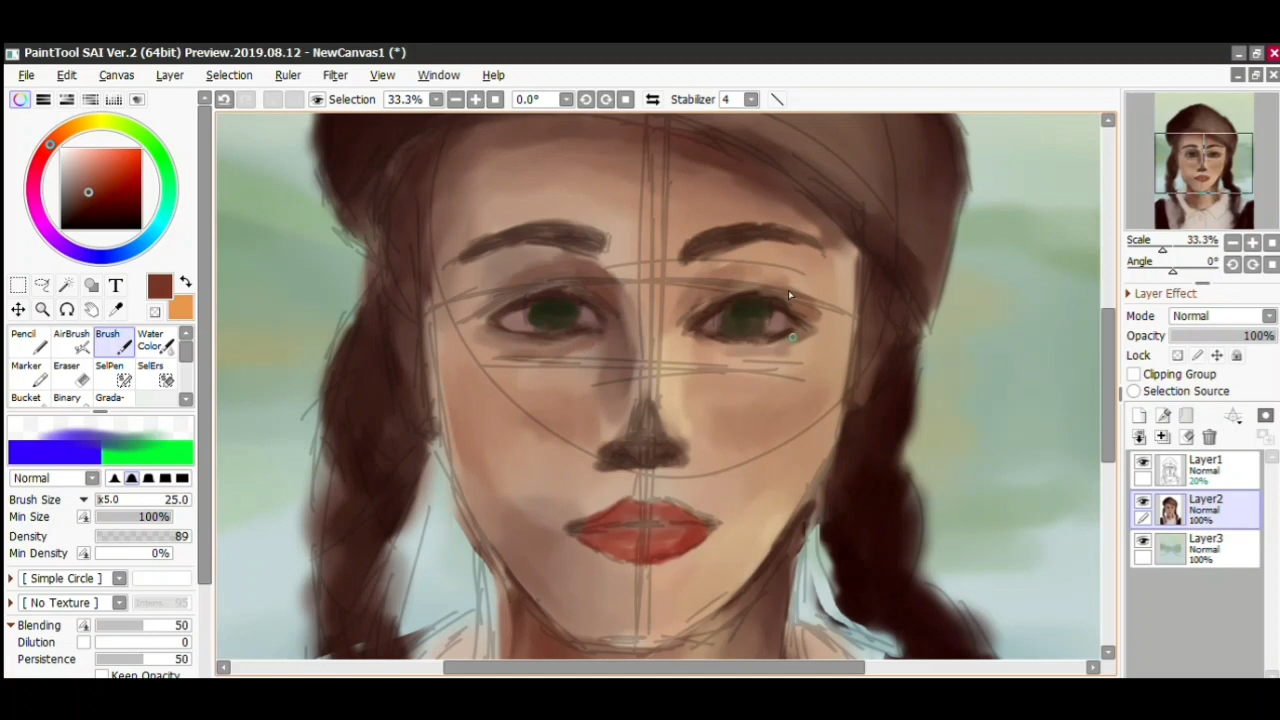 PaintTool SAI Ver.2 (64bit) Preview.2019.08.12 - NewCanvas1 (*)
File Edit Canvas Layer Selection Ruler Filter View Window Help
Selection 33.3% 0.0° Stabilizer 4
Scale 33.3%
Angle 0°
Layer Effect
Mode Normal
Opacity 100%
Lock
Clipping Group
Selection Source
Layer1
Normal
20%
Layer2
Normal
100%
Layer3
Normal
100%
T
Pencil AirBrush Brush Water Color
Marker Eraser SelPen SelErs
Bucket Binary Grada-
Normal
Brush Size x5.0 25.0
Min Size 100%
Density 89
Min Density 0%
[ Simple Circle ]
[ No Texture ] 95
Blending 50
Dilution 0
Persistence 50
Keep Opacity